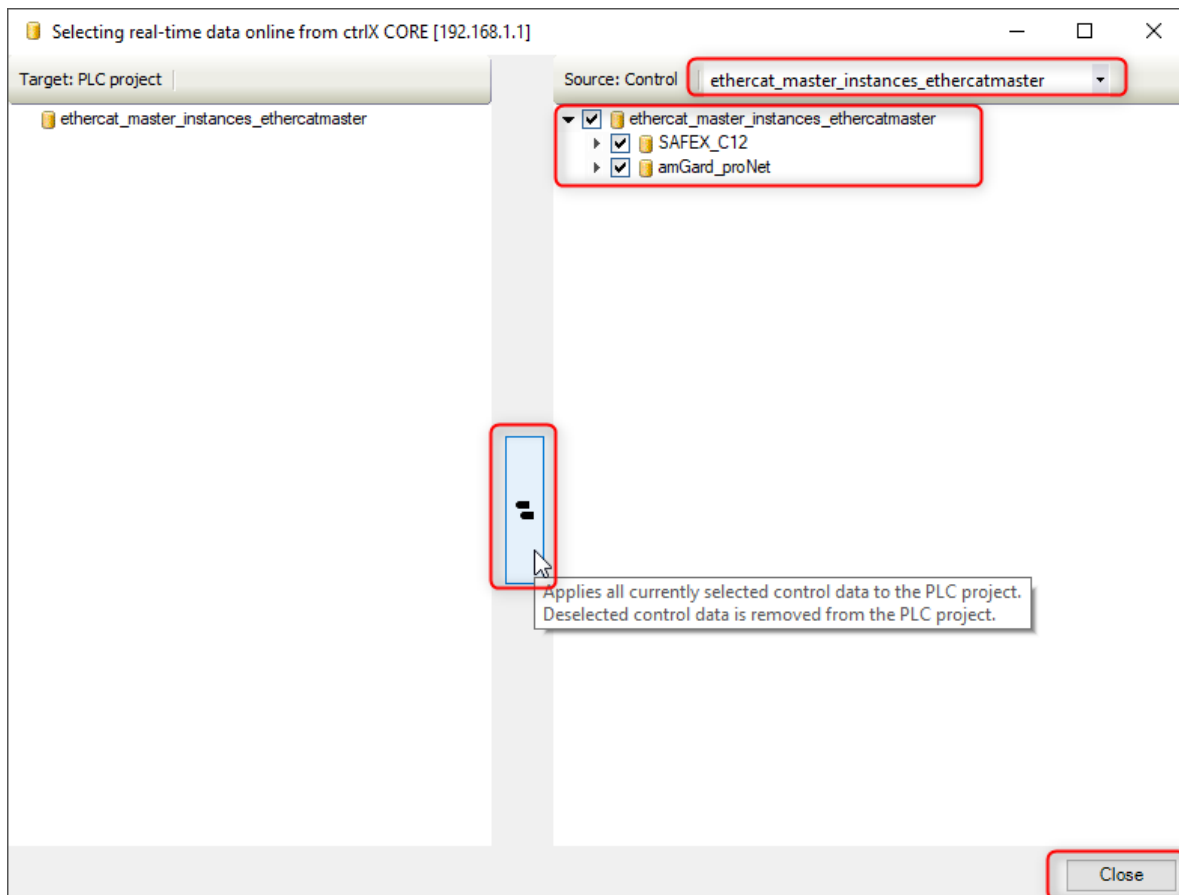 Selecting real-time data online from ctrlX CORE [192.168.1.1]
Target: PLC project
Source: Control
ethercat_master_instances_ethercatmaster
ethercat_master_instances_ethercatmaster
ethercat_master_instances_ethercatmaster
SAFEX_C12
amGard_proNet
Applies all currently selected control data to the PLC project.
Deselected control data is removed from the PLC project.
Close